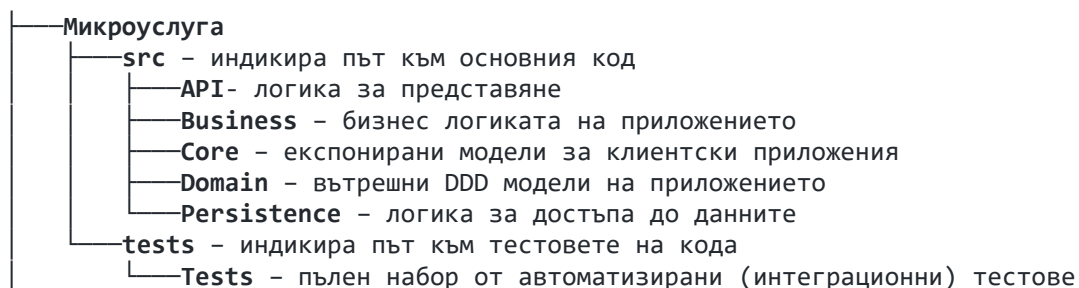 ├───Микроуслуга
│   ├───src – индикира път към основния код
│   │   ├───API- логика за представяне
│   │   ├───Business – бизнес логиката на приложението
│   │   ├───Core – експонирани модели за клиентски приложения
│   │   ├───Domain – вътрешни DDD модели на приложението
│   │   └───Persistence – логика за достъпа до данните
│   └───tests – индикира път към тестовете на кода
│       └───Tests – пълен набор от автоматизирани (интеграционни) тестове